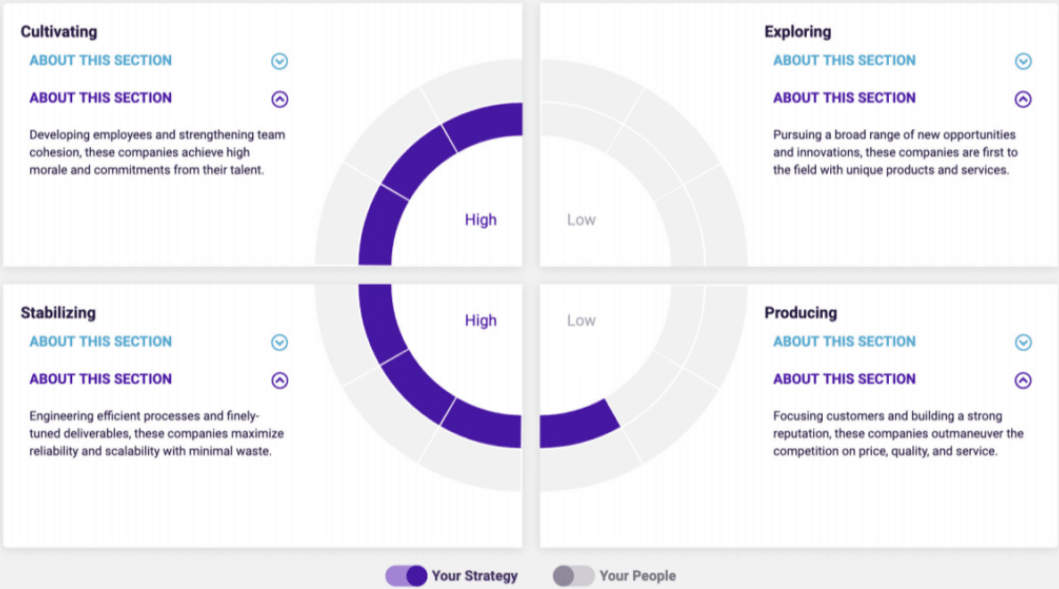 Cultivating
ABOUT THIS SECTION
ABOUT THIS SECTION
Developing employees and strengthening team
cohesion, these companies achieve high
morale and commitments from their talent.
High
Exploring
ABOUT THIS SECTION
ABOUT THIS SECTION
Pursuing a broad range of new opportunities
and innovations, these companies are first to
the field with unique products and services.
Low
Stabilizing
ABOUT THIS SECTION
ABOUT THIS SECTION
Engineering efficient processes and finely-
tuned deliverables, these companies maximize
reliability and scalability with minimal waste.
High
Producing
ABOUT THIS SECTION
ABOUT THIS SECTION
Focusing customers and building a strong
reputation, these companies outmaneuver the
competition on price, quality, and service.
Low
Your Strategy
Your People